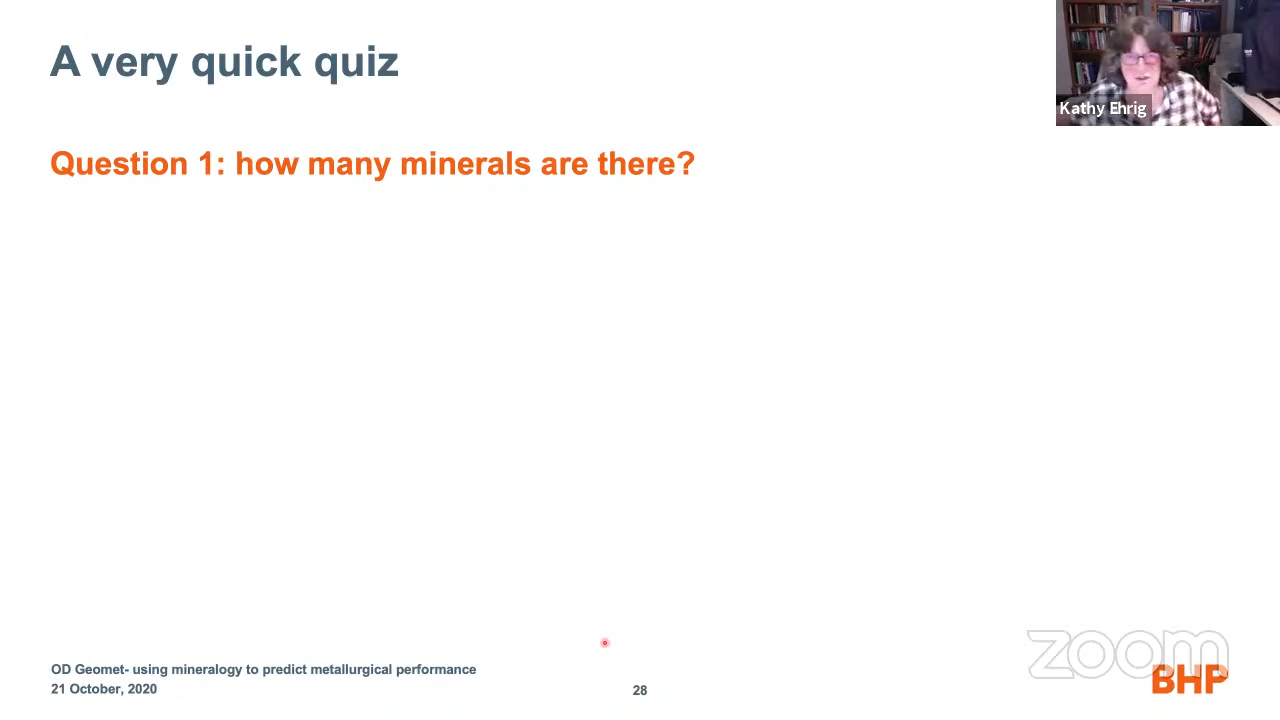 A very quick quiz
Kathy Ehrig
Question 1: how many minerals are there?
zoom
OD Geomet- using mineralogy to predict metallurgical performance
21 October, 2020
28
BHP